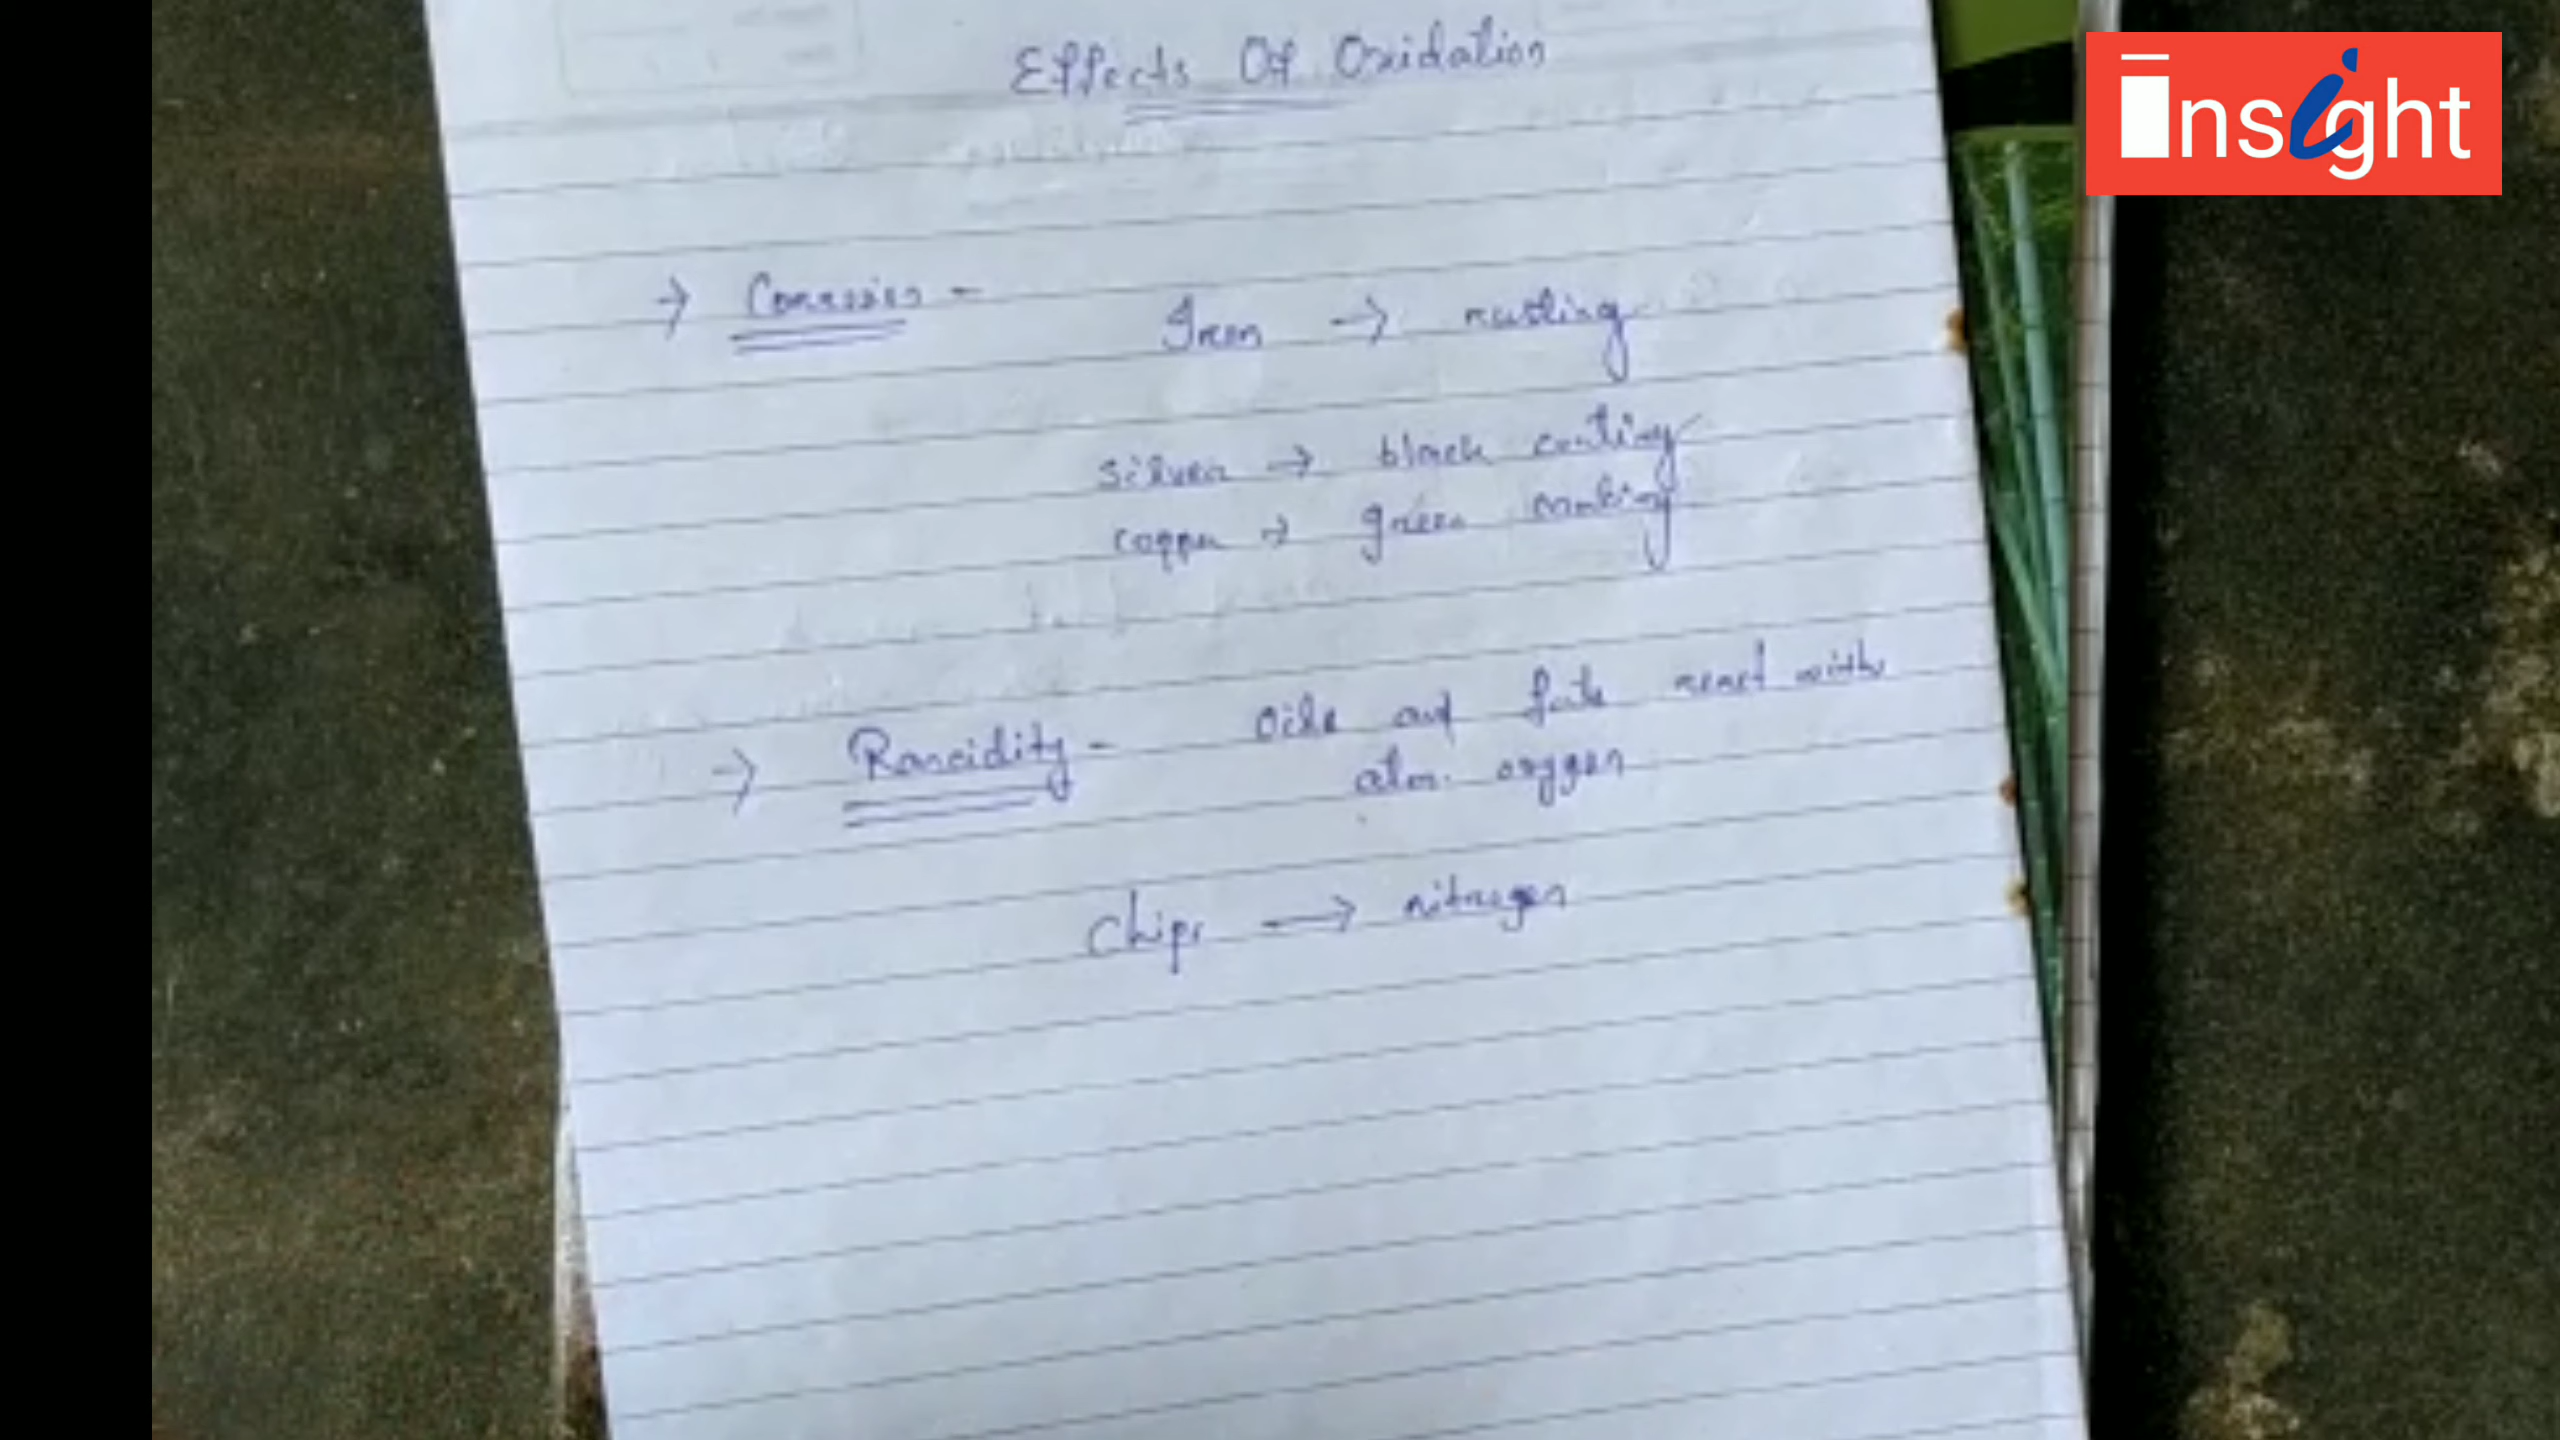 Insight
Effects Of Oxidation
→ Corrosion - Iron → rusting
silver → black coating
copper → green coating
→ Rancidity - Oils and fats react with
atm. oxygen
Chips → nitrogen